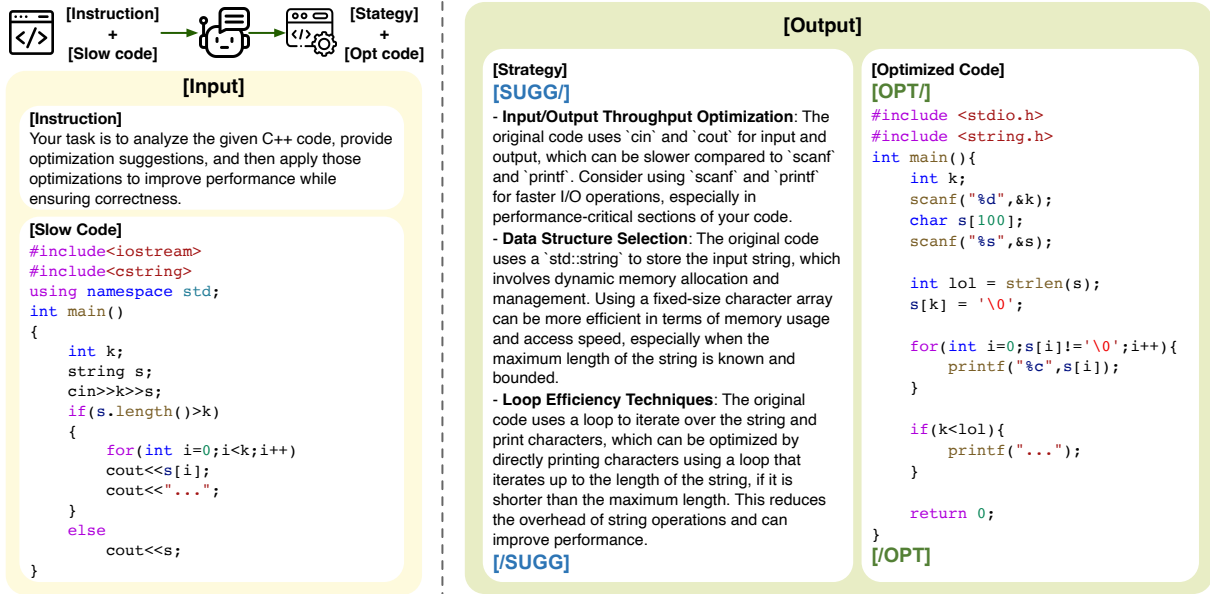 [Instruction]
+
[Slow code]
</>
</>
[Stategy]
+
[Opt code]
[Input]
[Instruction]
Your task is to analyze the given C++ code, provide
optimization suggestions, and then apply those
optimizations to improve performance while
ensuring correctness.
[Slow Code]
#include<iostream>
#include<cstring>
using namespace std;
int main()
{
    int k;
    string s;
    cin>>k>>s;
    if(s.length()>k)
    {
        for(int i=0;i<k;i++)
        cout<<s[i];
        cout<<"...";
    }
    else
        cout<<s;
}
[Output]
[Strategy]
[SUGG/]
- Input/Output Throughput Optimization: The
original code uses `cin` and `cout` for input and
output, which can be slower compared to `scanf`
and `printf`. Consider using `scanf` and `printf`
for faster I/O operations, especially in
performance-critical sections of your code.
- Data Structure Selection: The original code
uses a `std::string` to store the input string, which
involves dynamic memory allocation and
management. Using a fixed-size character array
can be more efficient in terms of memory usage
and access speed, especially when the
maximum length of the string is known and
bounded.
- Loop Efficiency Techniques: The original
code uses a loop to iterate over the string and
print characters, which can be optimized by
directly printing characters using a loop that
iterates up to the length of the string, if it is
shorter than the maximum length. This reduces
the overhead of string operations and can
improve performance.
[/SUGG]
[Optimized Code]
[OPT/]
#include <stdio.h>
#include <string.h>
int main(){
    int k;
    scanf("%d",&k);
    char s[100];
    scanf("%s",&s);
    int lol = strlen(s);
    s[k] = '\0';
    for(int i=0;s[i]!='\0';i++){
        printf("%c",s[i]);
    }
    if(k<lol){
        printf("...");
    }
    return 0;
}
[/OPT]